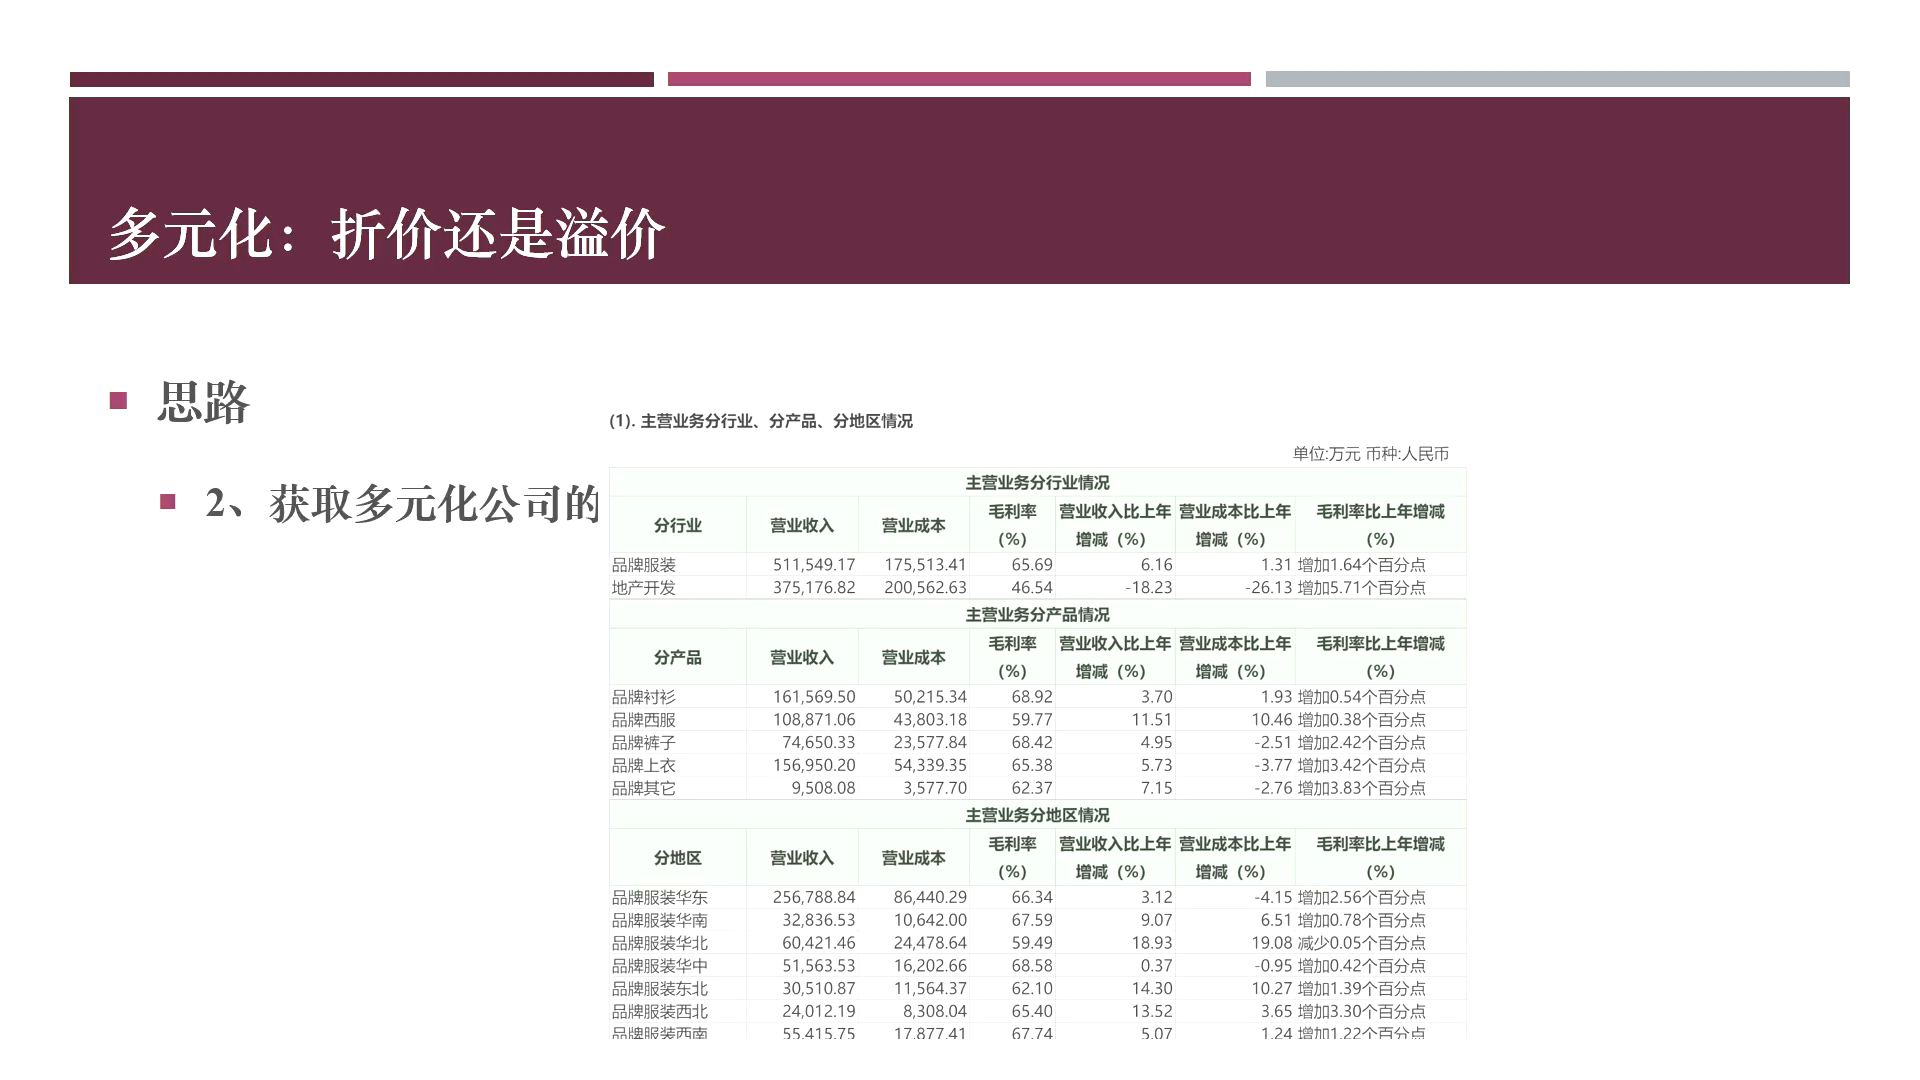 多元化：折价还是溢价
思路
2、获取多元化公司的
(1). 主营业务分行业、分产品、分地区情况
单位:万元 币种:人民币
主营业务分行业情况
分行业 营业收入 营业成本 毛利率（%） 营业收入比上年增减（%） 营业成本比上年增减（%） 毛利率比上年增减（%）
品牌服装 511,549.17 175,513.41 65.69 6.16 1.31 增加1.64个百分点
地产开发 375,176.82 200,562.63 46.54 -18.23 -26.13 增加5.71个百分点
主营业务分产品情况
分产品 营业收入 营业成本 毛利率（%） 营业收入比上年增减（%） 营业成本比上年增减（%） 毛利率比上年增减（%）
品牌衬衫 161,569.50 50,215.34 68.92 3.70 1.93 增加0.54个百分点
品牌西服 108,871.06 43,803.18 59.77 11.51 10.46 增加0.38个百分点
品牌裤子 74,650.33 23,577.84 68.42 4.95 -2.51 增加2.42个百分点
品牌上衣 156,950.20 54,339.35 65.38 5.73 -3.77 增加3.42个百分点
品牌其它 9,508.08 3,577.70 62.37 7.15 -2.76 增加3.83个百分点
主营业务分地区情况
分地区 营业收入 营业成本 毛利率（%） 营业收入比上年增减（%） 营业成本比上年增减（%） 毛利率比上年增减（%）
品牌服装华东 256,788.84 86,440.29 66.34 3.12 -4.15 增加2.56个百分点
品牌服装华南 32,836.53 10,642.00 67.59 9.07 6.51 增加0.78个百分点
品牌服装华北 60,421.46 24,478.64 59.49 18.93 19.08 减少0.05个百分点
品牌服装华中 51,563.53 16,202.66 68.58 0.37 -0.95 增加0.42个百分点
品牌服装东北 30,510.87 11,564.37 62.10 14.30 10.27 增加1.39个百分点
品牌服装西北 24,012.19 8,308.04 65.40 13.52 3.65 增加3.30个百分点
品牌服装西南 55,415.75 17,877.41 67.74 5.07 1.24 增加1.22个百分点